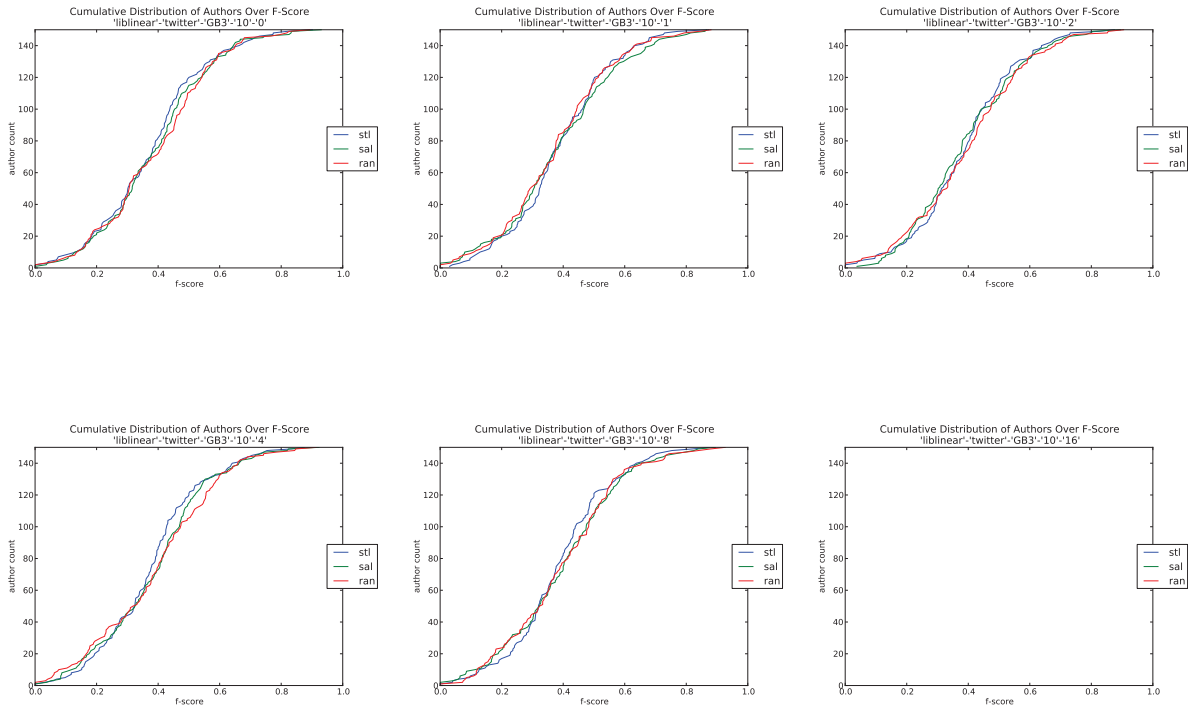 Cumulative Distribution of Authors Over F-Score
'liblinear'-'twitter'-'GB3'-'10'-'0'
140
120
100
80
60
40
20
0
author count
0.0 0.2 0.4 0.6 0.8 1.0
f-score
stl
sal
ran
Cumulative Distribution of Authors Over F-Score
'liblinear'-'twitter'-'GB3'-'10'-'1'
140
120
100
80
60
40
20
0
author count
0.0 0.2 0.4 0.6 0.8 1.0
f-score
stl
sal
ran
Cumulative Distribution of Authors Over F-Score
'liblinear'-'twitter'-'GB3'-'10'-'2'
140
120
100
80
60
40
20
0
author count
0.0 0.2 0.4 0.6 0.8 1.0
f-score
stl
sal
ran
Cumulative Distribution of Authors Over F-Score
'liblinear'-'twitter'-'GB3'-'10'-'4'
140
120
100
80
60
40
20
0
author count
0.0 0.2 0.4 0.6 0.8 1.0
f-score
stl
sal
ran
Cumulative Distribution of Authors Over F-Score
'liblinear'-'twitter'-'GB3'-'10'-'8'
140
120
100
80
60
40
20
0
author count
0.0 0.2 0.4 0.6 0.8 1.0
f-score
stl
sal
ran
Cumulative Distribution of Authors Over F-Score
'liblinear'-'twitter'-'GB3'-'10'-'16'
140
120
100
80
60
40
20
0
author count
0.0 0.2 0.4 0.6 0.8 1.0
f-score
stl
sal
ran